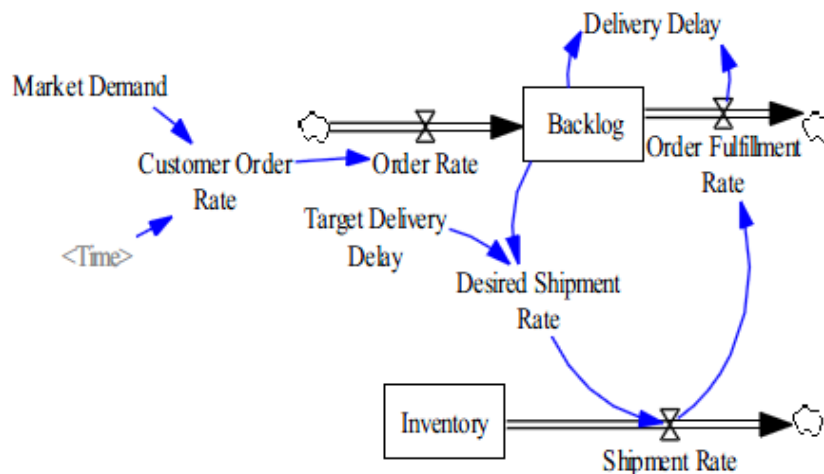 Delivery Delay
Market Demand
Backlog
Customer Order
Rate
Order Rate
Order Fulfillment
Rate
Target Delivery
Delay
<Time>
Desired Shipment
Rate
Inventory
Shipment Rate